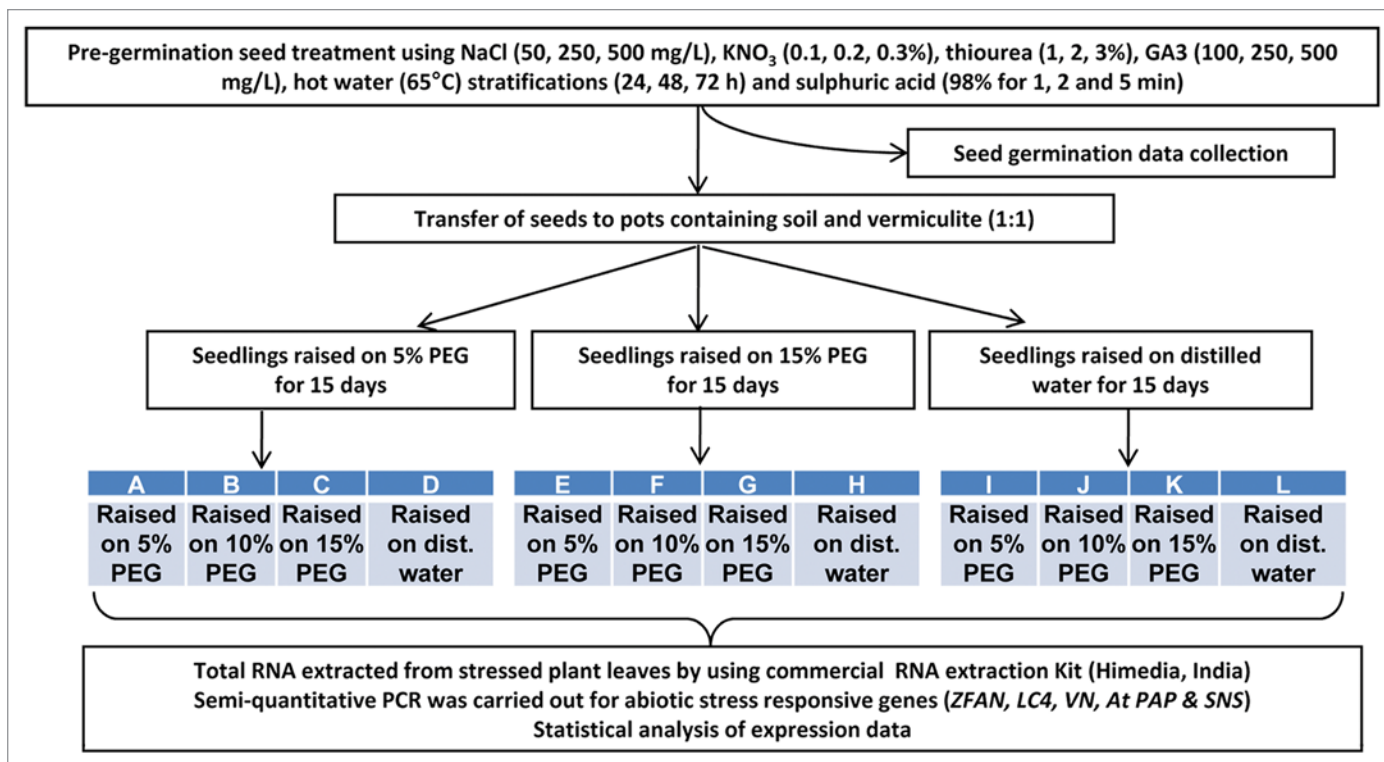 Pre-germination seed treatment using NaCl (50, 250, 500 mg/L), KNO₃ (0.1, 0.2, 0.3%), thiourea (1, 2, 3%), GA3 (100, 250, 500
mg/L), hot water (65°C) stratifications (24, 48, 72 h) and sulphuric acid (98% for 1, 2 and 5 min)
Seed germination data collection
Transfer of seeds to pots containing soil and vermiculite (1:1)
Seedlings raised on 5% PEG
for 15 days
Seedlings raised on 15% PEG
for 15 days
Seedlings raised on distilled
water for 15 days
A B C D E F G H I J K L
Raised Raised Raised Raised Raised Raised Raised Raised Raised Raised Raised Raised
on 5% on 10% on 15% on dist. on 5% on 10% on 15% on dist. on 5% on 10% on 15% on dist.
PEG PEG PEG water PEG PEG PEG water PEG PEG PEG water
Total RNA extracted from stressed plant leaves by using commercial RNA extraction Kit (Himedia, India)
Semi-quantitative PCR was carried out for abiotic stress responsive genes (ZFAN, LC4, VN, At PAP & SNS)
Statistical analysis of expression data